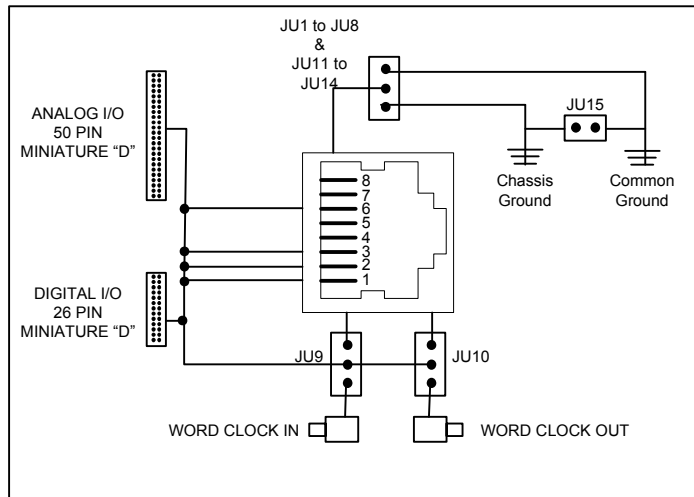 JU1 to JU8
&
JU11 to
JU14
ANALOG I/O
50 PIN
MINIATURE “D”
JU15
Chassis
Ground
Common
Ground
8
7
6
5
4
3
2
1
DIGITAL I/O
26 PIN
MINIATURE “D”
JU9
JU10
WORD CLOCK IN
WORD CLOCK OUT